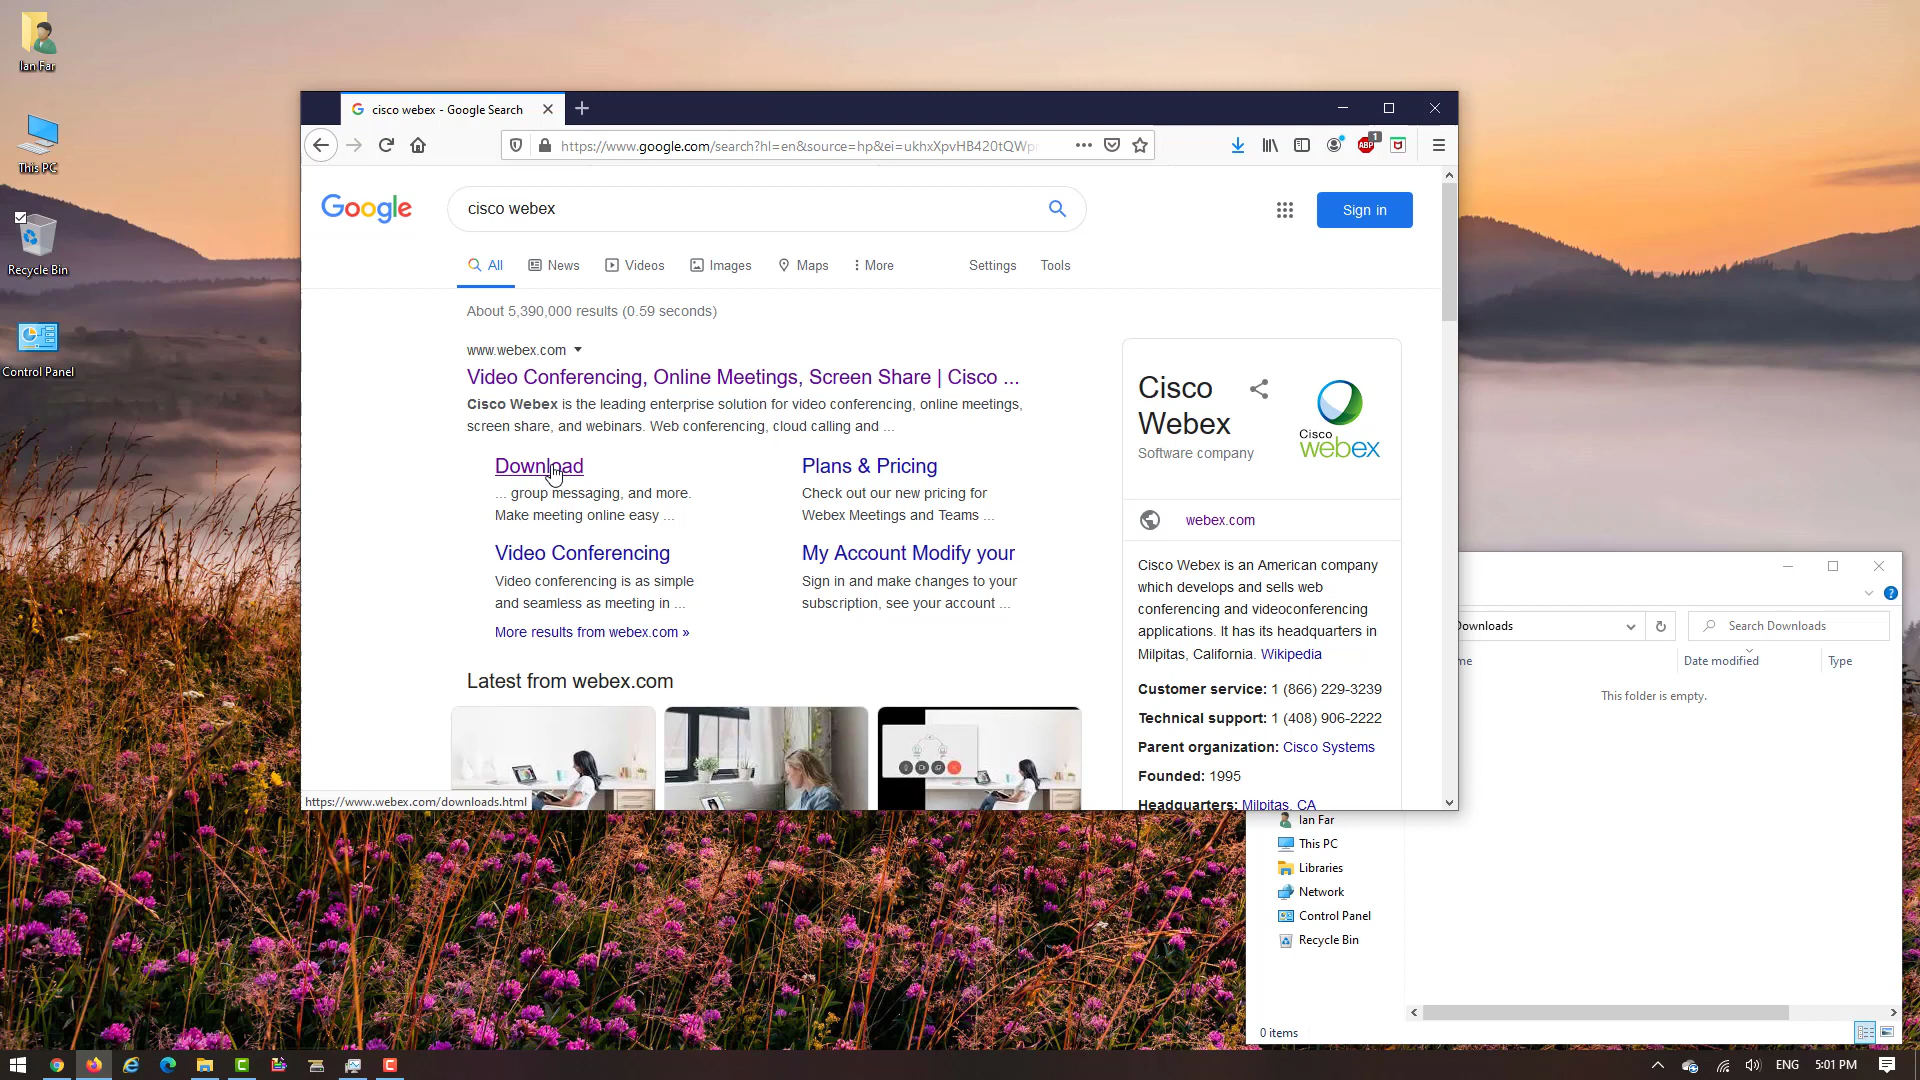 Ian Far
This PC
Recycle Bin
Control Panel
cisco webex - Google Search
https://www.google.com/search?hl=en&source=hp&ei=ukhxXpvHB420tQWp
ABP
1
Google
cisco webex
Sign in
All
News
Videos
Images
Maps
More
Settings
Tools
About 5,390,000 results (0.59 seconds)
www.webex.com
Video Conferencing, Online Meetings, Screen Share | Cisco ...
Cisco Webex is the leading enterprise solution for video conferencing, online meetings,
screen share, and webinars. Web conferencing, cloud calling and ...
Download
... group messaging, and more.
Make meeting online easy ...
Plans & Pricing
Check out our new pricing for
Webex Meetings and Teams ...
Video Conferencing
Video conferencing is as simple
and seamless as meeting in ...
My Account Modify your
Sign in and make changes to your
subscription, see your account ...
More results from webex.com »
Latest from webex.com
https://www.webex.com/downloads.html
Cisco
Webex
Software company
Cisco
webex
webex.com
Cisco Webex is an American company
which develops and sells web
conferencing and videoconferencing
applications. It has its headquarters in
Milpitas, California. Wikipedia
Customer service: 1 (866) 229-3239
Technical support: 1 (408) 906-2222
Parent organization: Cisco Systems
Founded: 1995
Headquarters: Milpitas, CA
Downloads
Search Downloads
me
Date modified
Type
This folder is empty.
Ian Far
This PC
Libraries
Network
Control Panel
Recycle Bin
0 items
ENG
5:01 PM